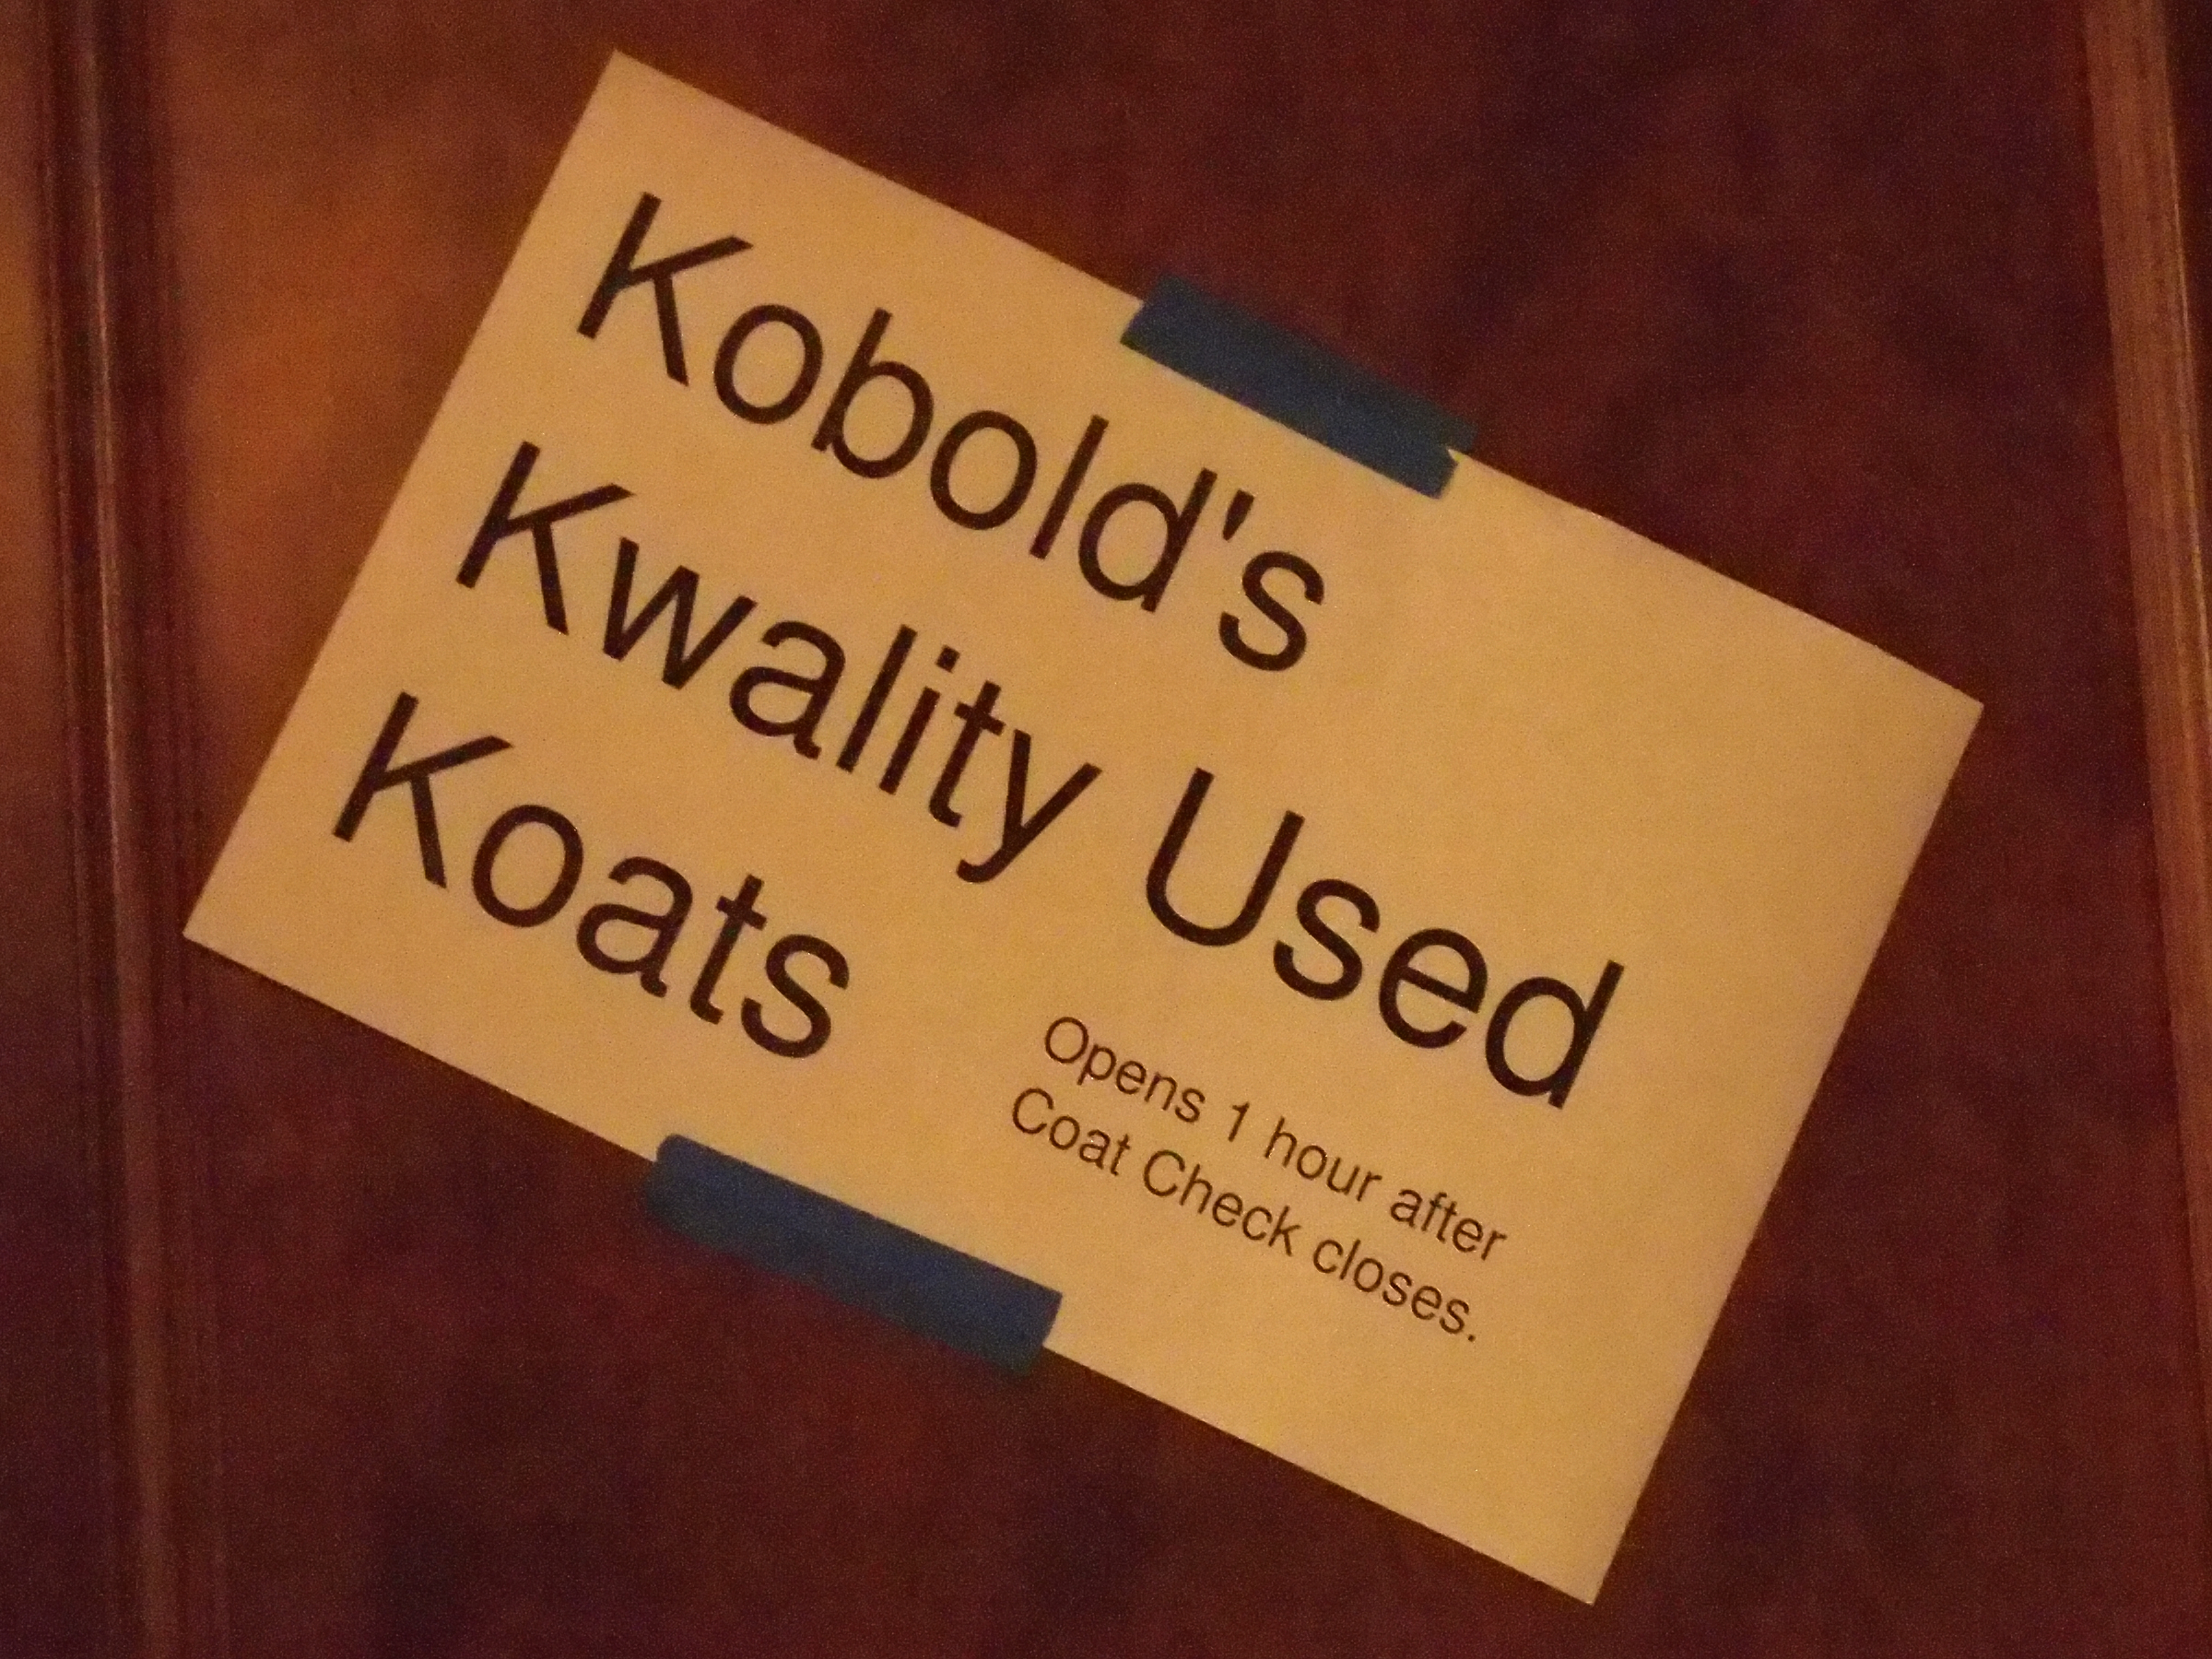 Kobold's
Kwality Used
Koats
Opens 1 hour after
Coat Check closes.